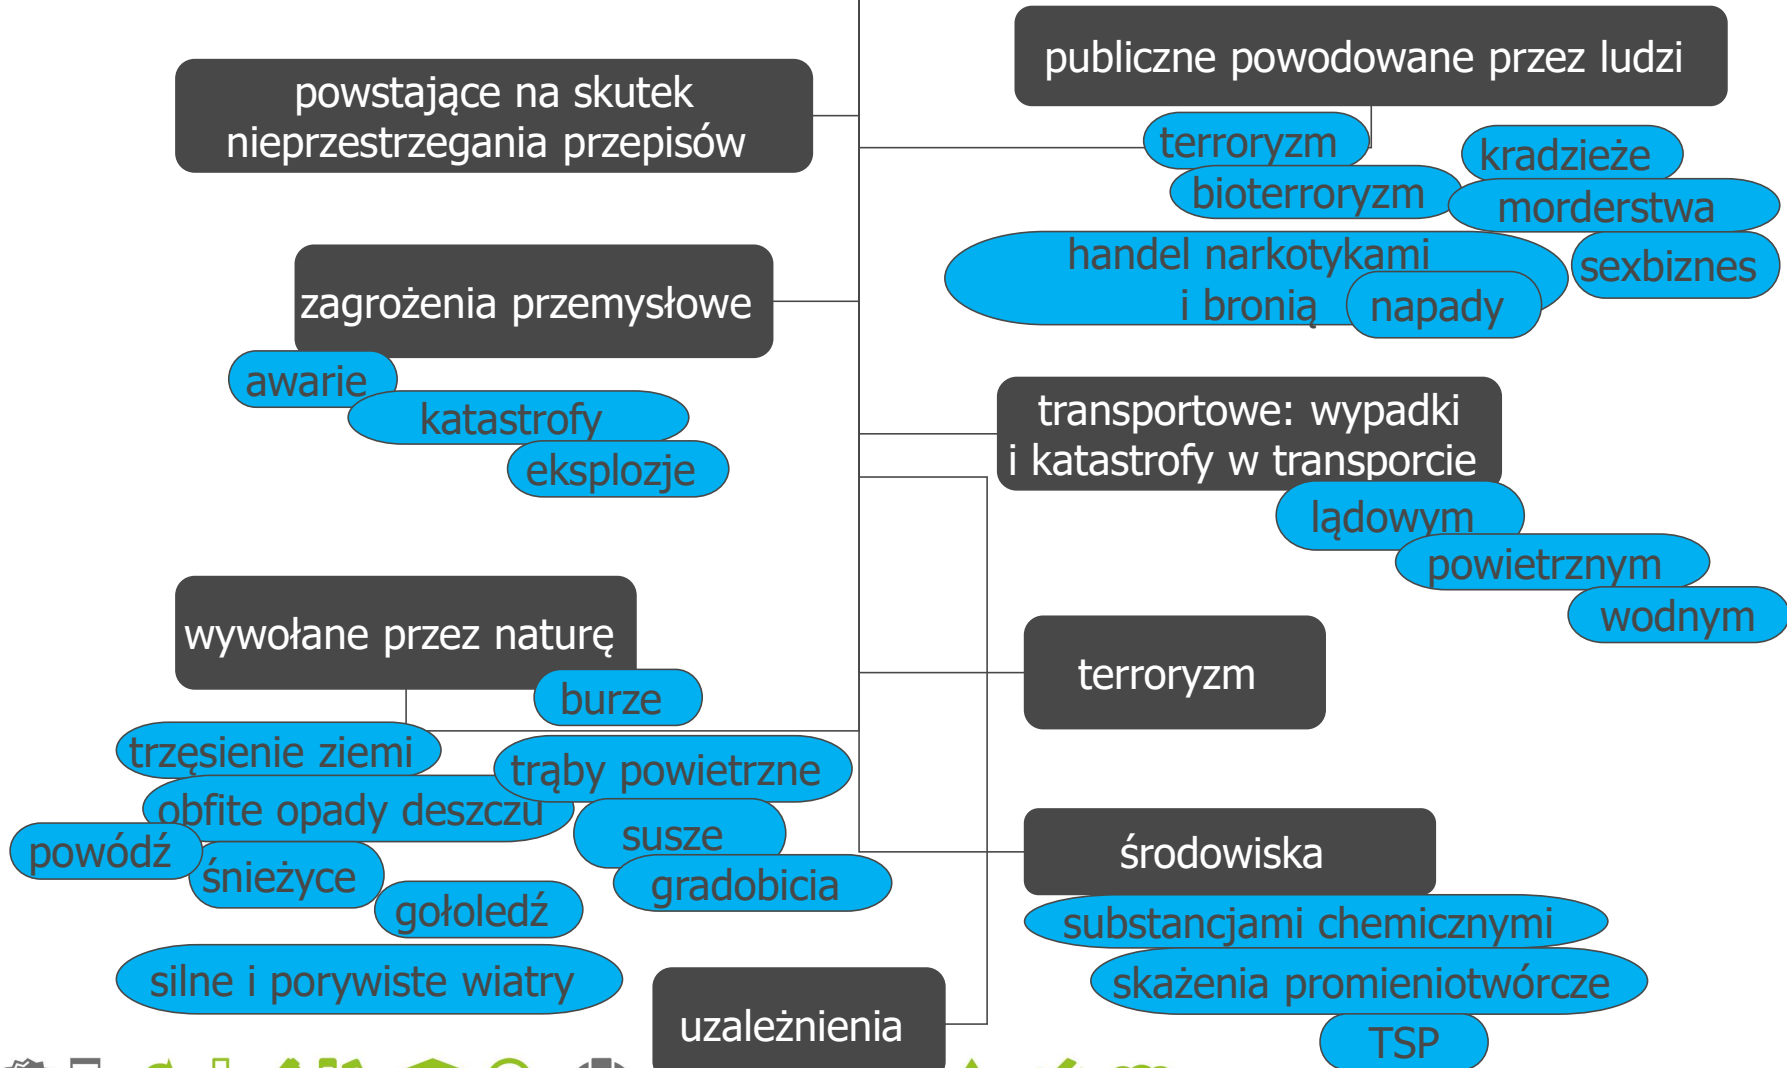 publiczne powodowane przez ludzi
powstające na skutek
nieprzestrzegania przepisów
terroryzm
kradzieże
bioterroryzm
morderstwa
handel narkotykami
i bronią
sexbiznes
napady
zagrożenia przemysłowe
awarie
katastrofy
eksplozje
transportowe: wypadki
i katastrofy w transporcie
lądowym
powietrznym
wodnym
wywołane przez naturę
burze
trzęsienie ziemi
trąby powietrzne
obfite opady deszczu
susze
powódź
śnieżyce
gradobicia
gołoledź
silne i porywiste wiatry
terroryzm
środowiska
substancjami chemicznymi
skażenia promieniotwórcze
TSP
uzależnienia